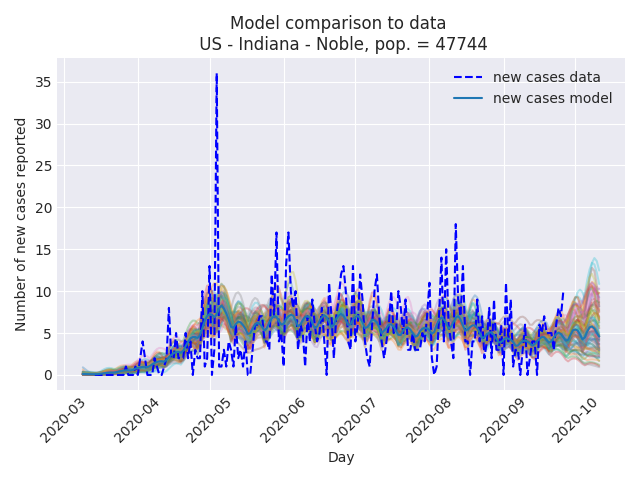 Model comparison to data
US - Indiana - Noble, pop. = 47744
new cases data
new cases model
Number of new cases reported
35
30
25
20
15
10
5
0
2020-03
2020-04
2020-05
2020-06
2020-07
2020-08
2020-09
2020-10
Day